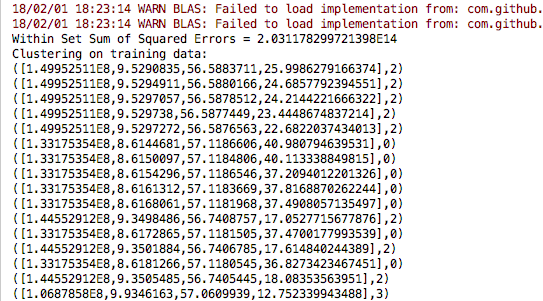 18/02/01 18:23:14 WARN BLAS: Failed to load implementation from: com.github.
18/02/01 18:23:14 WARN BLAS: Failed to load implementation from: com.github.
Within Set Sum of Squared Errors = 2.031178299721398E14
Clustering on training data:
([1.49952511E8,9.5290835,56.5883711,25.9986279166374],2)
([1.49952511E8,9.5294911,56.5880166,24.6857792394551],2)
([1.49952511E8,9.5297057,56.5878512,24.2144221666322],2)
([1.49952511E8,9.529738,56.5877449,23.4448674837214],2)
([1.49952511E8,9.5297272,56.5876563,22.6822037434013],2)
([1.33175354E8,8.6144681,57.1186606,40.980794639531],0)
([1.33175354E8,8.6150097,57.1184806,40.113338849815],0)
([1.33175354E8,8.6154296,57.1186546,37.2094012201326],0)
([1.33175354E8,8.6161312,57.1183669,37.8168870262244],0)
([1.33175354E8,8.6168061,57.1181968,37.4908057135497],0)
([1.44552912E8,9.3498486,56.7408757,17.0527715677876],2)
([1.33175354E8,8.6172865,57.1181505,37.4700177993539],0)
([1.44552912E8,9.3501884,56.7406785,17.614840244389],2)
([1.33175354E8,8.6181266,57.1180545,36.8273423467451],0)
([1.44552912E8,9.3505485,56.7405445,18.08353563951],2)
([1.0687858E8,9.9346163,57.0609939,12.752339943488],3)